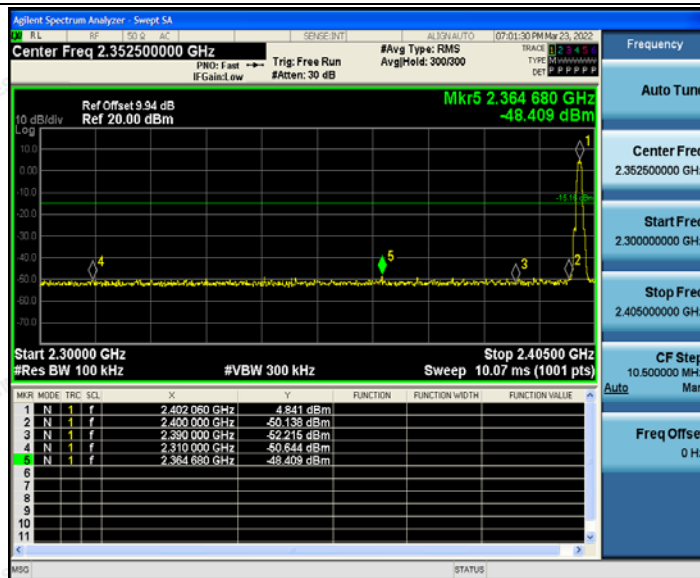 Agilent Spectrum Analyzer - Swept SA
RL RF 50 Ω AC SENSE:INT ALIGNAUTO 07:01:30 PM Mar 23, 2022
Center Freq 2.352500000 GHz #Avg Type: RMS TRACE 1 2 3 4 5 6
PNO: Fast Trig: Free Run Avg|Hold: 300/300 TYPE M
IFGain:Low #Atten: 30 dB DET P P P P P P
Mkr5 2.364 680 GHz
-48.409 dBm
Ref Offset 9.94 dB
10 dB/div Ref 20.00 dBm
Log
10.0
0.00
-10.0
-20.0
-30.0
-40.0
-50.0
-60.0
-70.0
1
2
3
4
5
Start 2.30000 GHz Stop 2.40500 GHz
#Res BW 100 kHz #VBW 300 kHz Sweep 10.07 ms (1001 pts)
MKR MODE TRC SCL X Y FUNCTION FUNCTION WIDTH FUNCTION VALUE
1 N 1 f 2.402 060 GHz 4.841 dBm
2 N 1 f 2.400 000 GHz -50.138 dBm
3 N 1 f 2.390 000 GHz -52.215 dBm
4 N 1 f 2.310 000 GHz -50.644 dBm
5 N 1 f 2.364 680 GHz -48.409 dBm
6
7
8
9
10
11
MSG STATUS
Frequency
Auto Tune
Center Freq
2.352500000 GHz
Start Freq
2.300000000 GHz
Stop Freq
2.405000000 GHz
CF Step
10.500000 MHz
Auto Man
Freq Offset
0 Hz